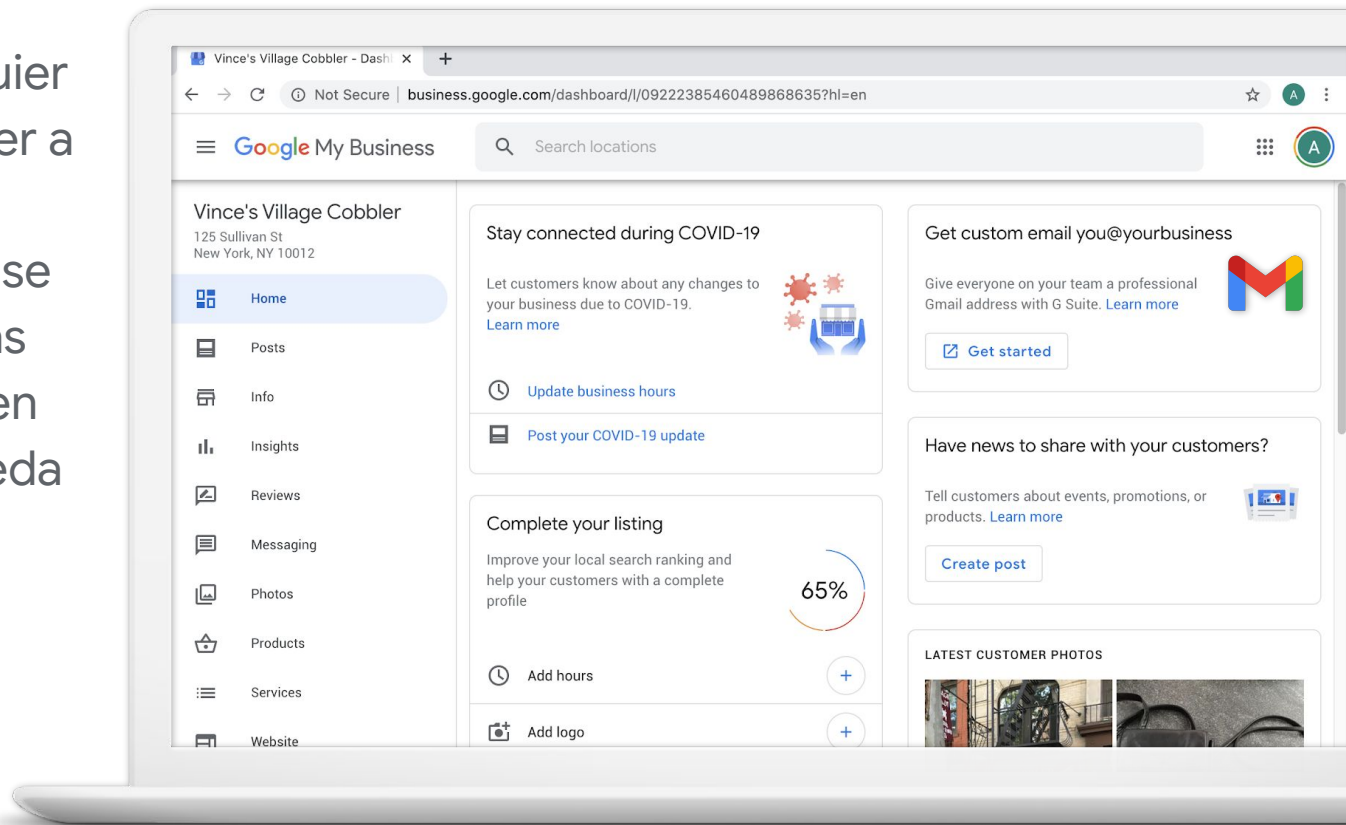 uier
er a
se
as
en
eda
Vince's Village Cobbler - Dash
Not Secure | business.google.com/dashboard/l/09222385460489868635?hl=en
A
Google My Business
Search locations
A
Vince's Village Cobbler
125 Sullivan St
New York, NY 10012
Home
Posts
Info
Insights
Reviews
Messaging
Photos
Products
Services
Website
Stay connected during COVID-19
Let customers know about any changes to
your business due to COVID-19.
Learn more
Update business hours
Post your COVID-19 update
Complete your listing
Improve your local search ranking and
help your customers with a complete
profile
65%
Add hours
Add logo
Get custom email you@yourbusiness
Give everyone on your team a professional
Gmail address with G Suite. Learn more
Get started
Have news to share with your customers?
Tell customers about events, promotions, or
products. Learn more
Create post
LATEST CUSTOMER PHOTOS